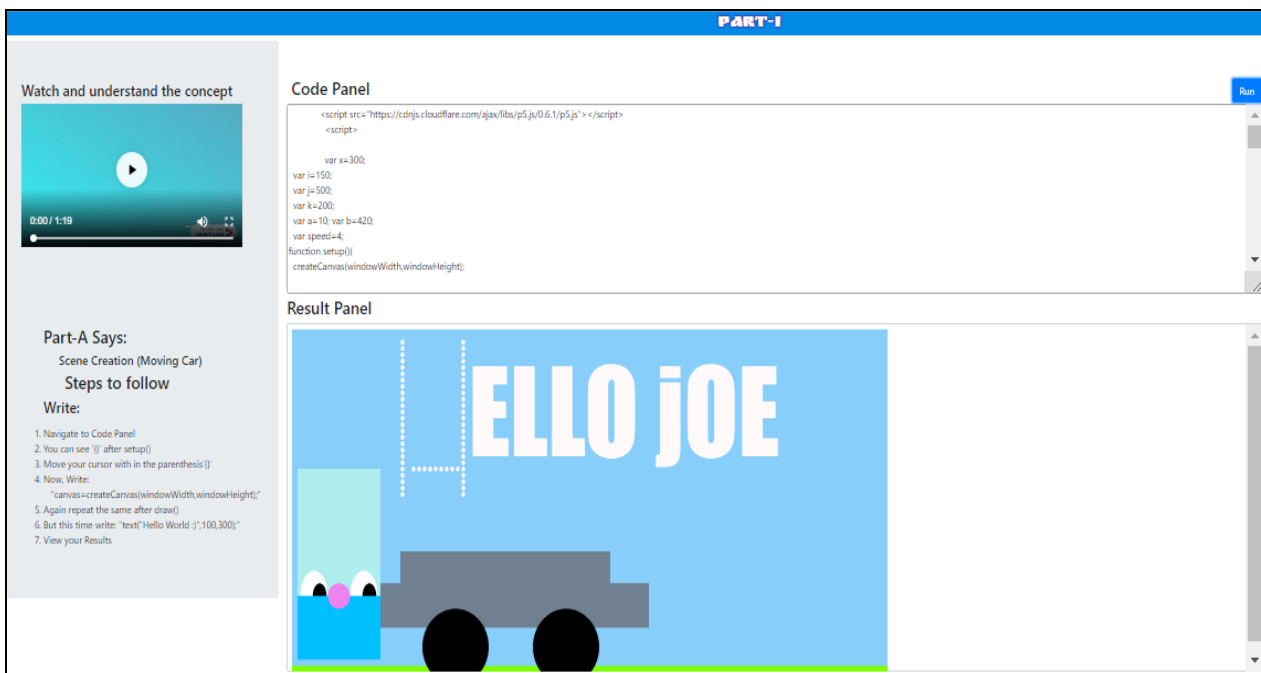 PART-I
Watch and understand the concept
0:00 / 1:19
Part-A Says:
Scene Creation (Moving Car)
Steps to follow
Write:
1. Navigate to Code Panel
2. You can see '{}' after setup()
3. Move your cursor with in the parenthesis'{}'
4. Now, Write:
"canvas=createCanvas(windowWidth,windowHeight);"
5. Again repeat the same after draw()
6. But this time write: "text("Hello World :)",100,300);"
7. View your Results
Code Panel
Run
<script src="https://cdnjs.cloudflare.com/ajax/libs/p5.js/0.6.1/p5.js"></script>
<script>
var x=300;
var i=150;
var j=500;
var k=200;
var a=10; var b=420;
var speed=4;
function setup(){
createCanvas(windowWidth,windowHeight);
Result Panel
HELLO jOE